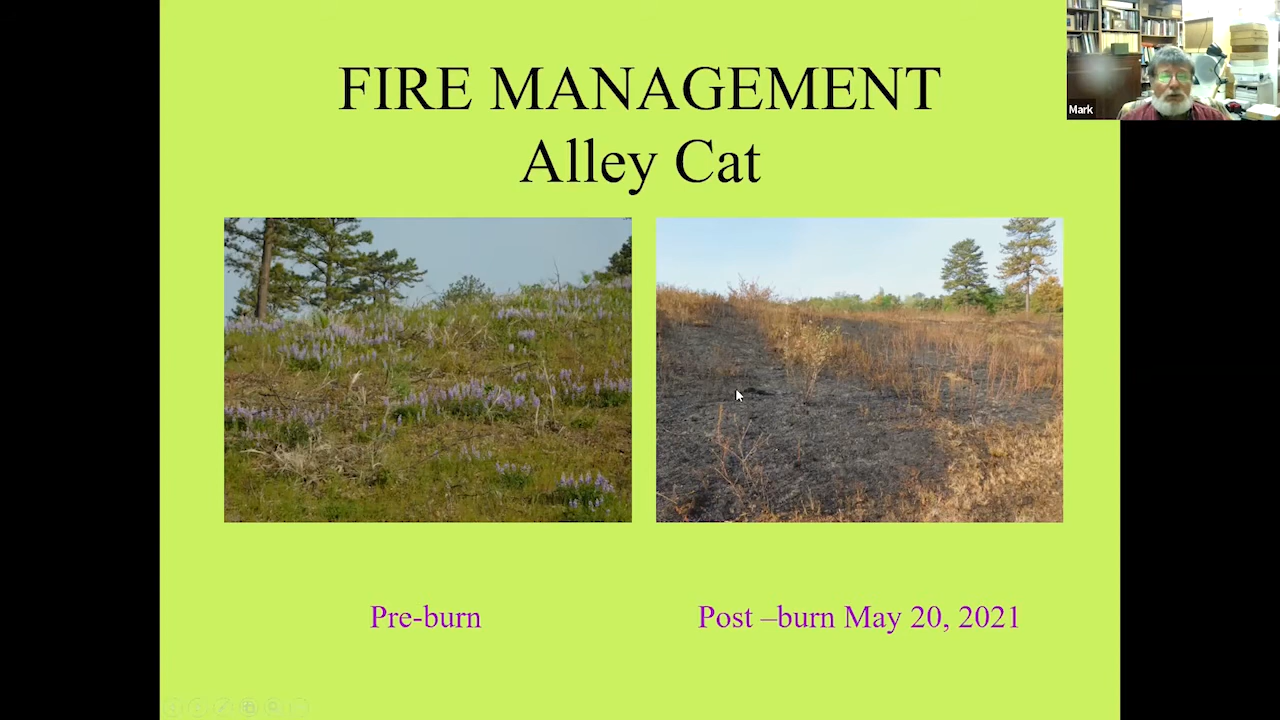 FIRE MANAGEMENT
Alley Cat
Mark
Pre-burn
Post –burn May 20, 2021